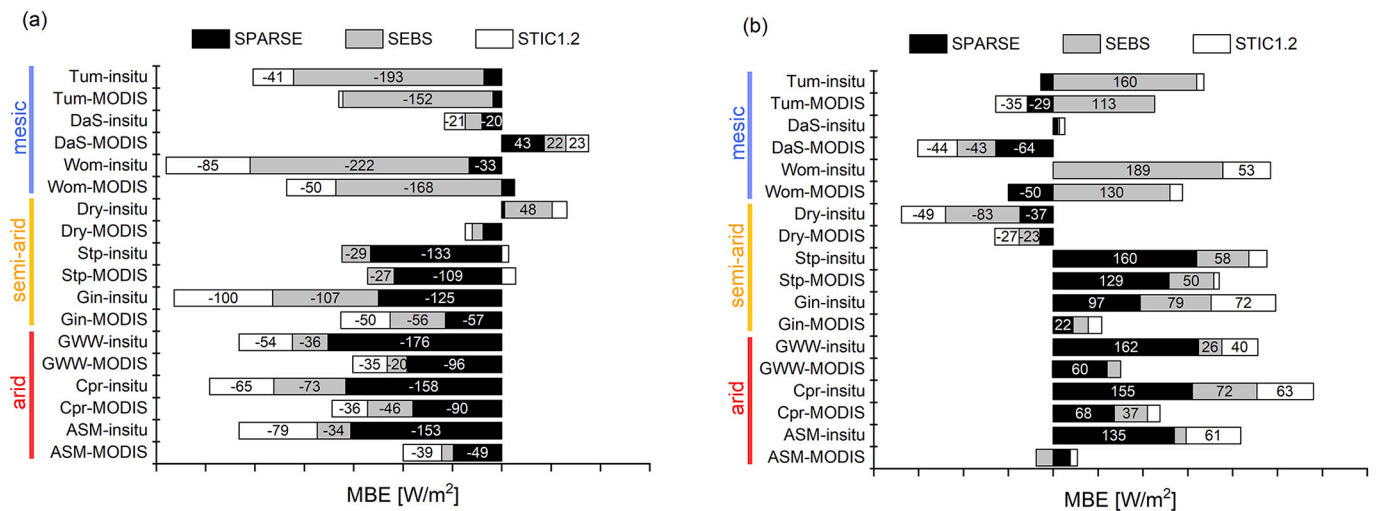 (a)
SPARSE SEBS STIC1.2
mesic
semi-arid
arid
Tum-insitu -41 -193
Tum-MODIS -152
DaS-insitu -21 -20
DaS-MODIS 43 22 23
Wom-insitu -85 -222 -33
Wom-MODIS -50 -168
Dry-insitu 48
Dry-MODIS
Stp-insitu -29 -133
Stp-MODIS -27 -109
Gin-insitu -100 -107 -125
Gin-MODIS -50 -56 -57
GWW-insitu -54 -36 -176
GWW-MODIS -35 -20 -96
Cpr-insitu -65 -73 -158
Cpr-MODIS -36 -46 -90
ASM-insitu -79 -34 -153
ASM-MODIS -39 -49
MBE [W/m²]
(b)
SPARSE SEBS STIC1.2
mesic
semi-arid
arid
Tum-insitu 160
Tum-MODIS -35 -29 113
DaS-insitu
DaS-MODIS -44 -43 -64
Wom-insitu 189 53
Wom-MODIS -50 130
Dry-insitu -49 -83 -37
Dry-MODIS -27 -23
Stp-insitu 160 58
Stp-MODIS 129 50
Gin-insitu 97 79 72
Gin-MODIS 22
GWW-insitu 162 26 40
GWW-MODIS 60
Cpr-insitu 155 72 63
Cpr-MODIS 68 37
ASM-insitu 135 61
ASM-MODIS
MBE [W/m²]